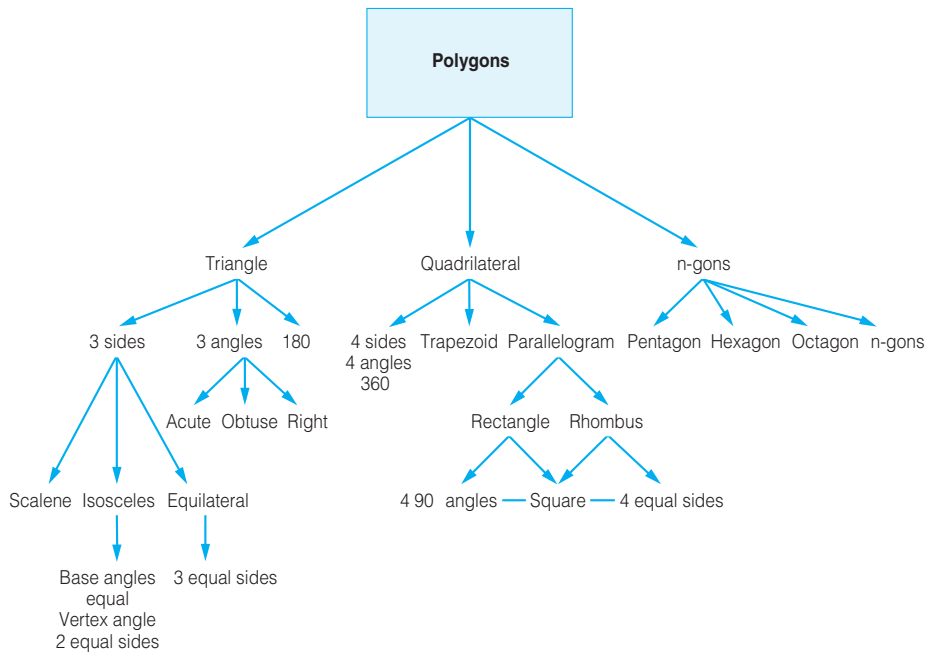 Polygons
Triangle Quadrilateral n-gons
3 sides 3 angles 180 4 sides Trapezoid Parallelogram Pentagon Hexagon Octagon n-gons
4 angles
360
Acute Obtuse Right Rectangle Rhombus
Scalene Isosceles Equilateral 4 90 angles Square 4 equal sides
Base angles 3 equal sides
equal
Vertex angle
2 equal sides